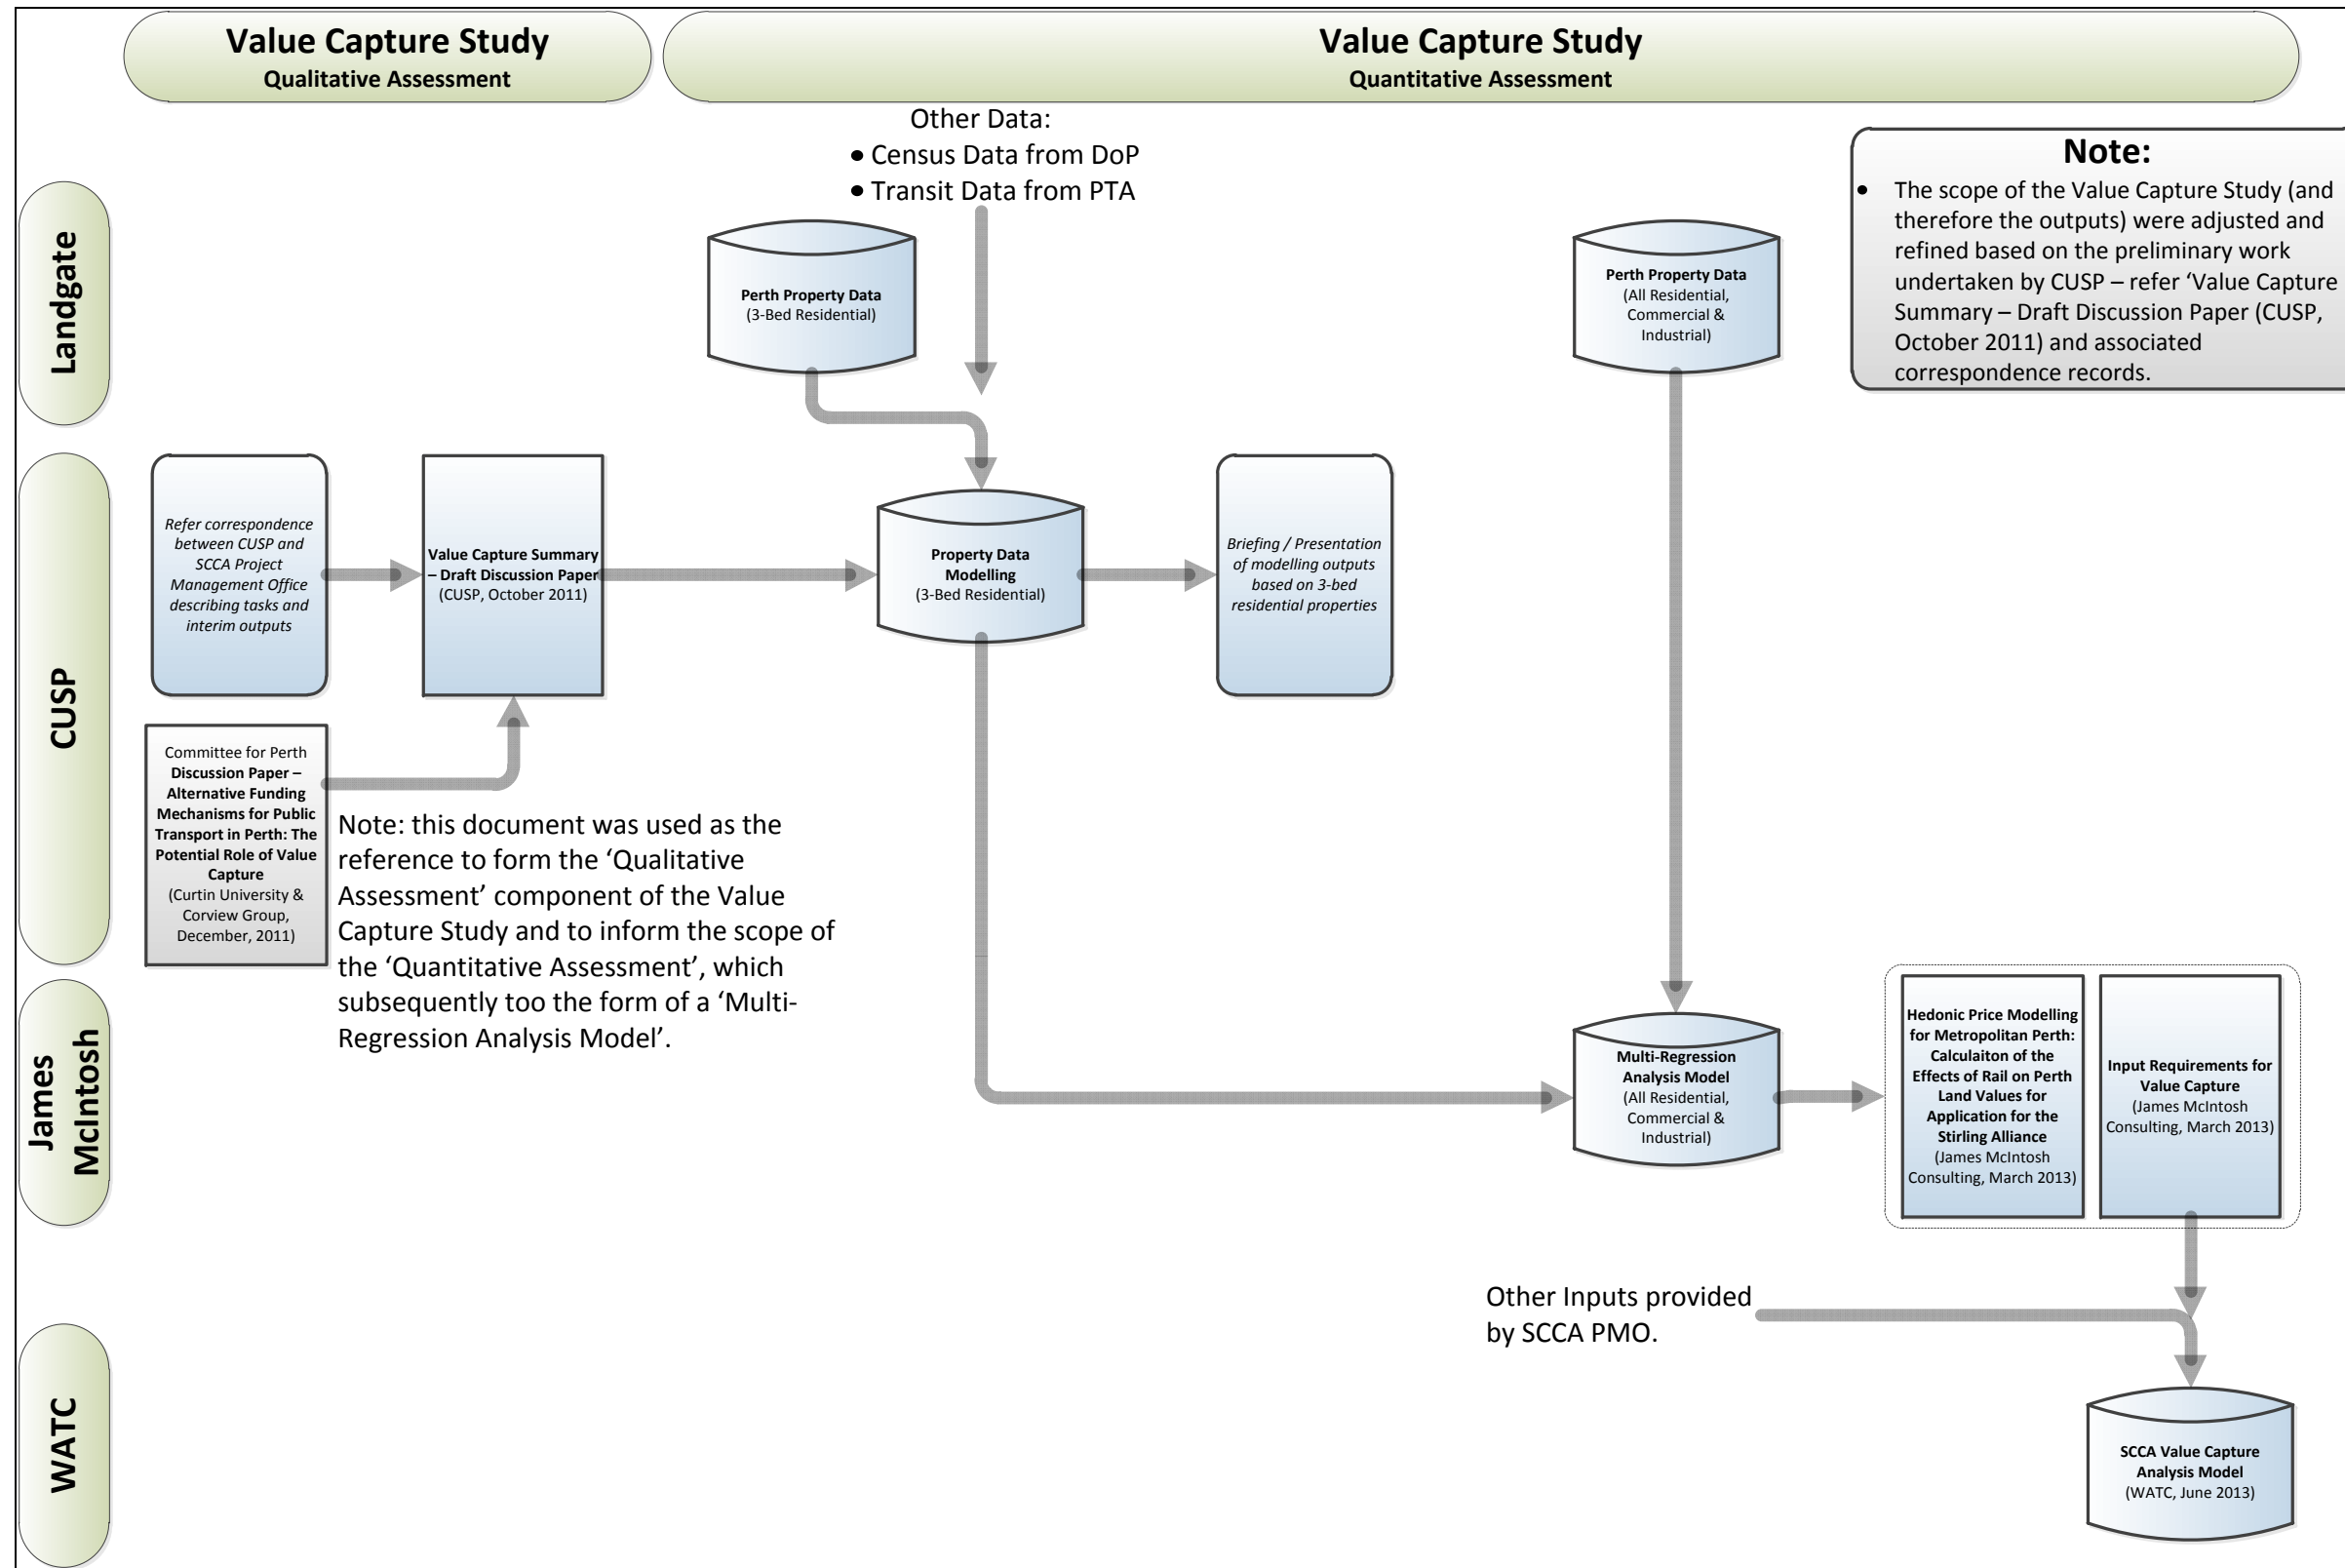 Value Capture Study
Qualitative Assessment
Value Capture Study
Quantitative Assessment
Other Data:
• Census Data from DoP
• Transit Data from PTA
Note:
• The scope of the Value Capture Study (and
therefore the outputs) were adjusted and
refined based on the preliminary work
undertaken by CUSP – refer ‘Value Capture
Summary – Draft Discussion Paper (CUSP,
October 2011) and associated
correspondence records.
Landgate
Perth Property Data
(3-Bed Residential)
Perth Property Data
(All Residential,
Commercial &
Industrial)
CUSP
Refer correspondence
between CUSP and
SCCA Project
Management Office
describing tasks and
interim outputs
Value Capture Summary
– Draft Discussion Paper
(CUSP, October 2011)
Property Data
Modelling
(3-Bed Residential)
Briefing / Presentation
of modelling outputs
based on 3-bed
residential properties
Committee for Perth
Discussion Paper –
Alternative Funding
Mechanisms for Public
Transport in Perth: The
Potential Role of Value
Capture
(Curtin University &
Corview Group,
December, 2011)
Note: this document was used as the
reference to form the ‘Qualitative
Assessment’ component of the Value
Capture Study and to inform the scope of
the ‘Quantitative Assessment’, which
subsequently too the form of a ‘Multi-
Regression Analysis Model’.
James
McIntosh
Multi-Regression
Analysis Model
(All Residential,
Commercial &
Industrial)
Hedonic Price Modelling
for Metropolitan Perth:
Calculaiton of the
Effects of Rail on Perth
Land Values for
Application for the
Stirling Alliance
(James McIntosh
Consulting, March 2013)
Input Requirements for
Value Capture
(James McIntosh
Consulting, March 2013)
Other Inputs provided
by SCCA PMO.
WATC
SCCA Value Capture
Analysis Model
(WATC, June 2013)